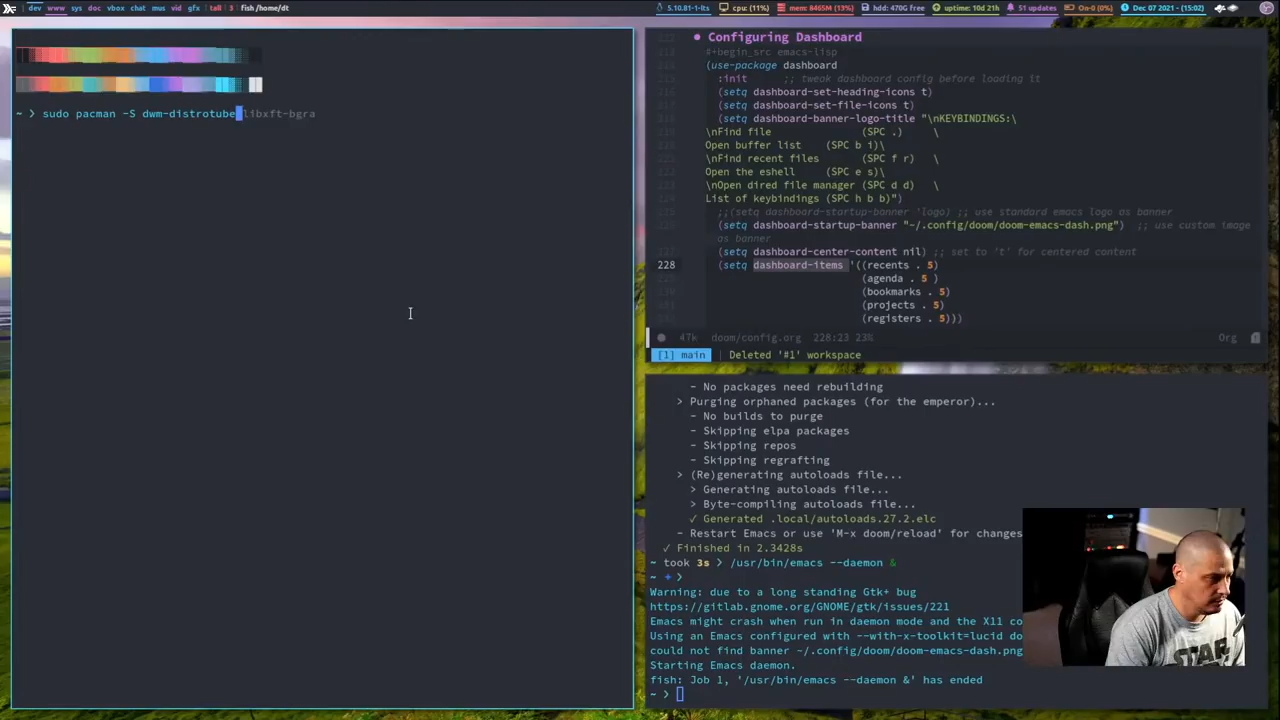 dev www sys doc vbox chat mus vid gfx | tall | 3 | fish /home/dt
5.10.81-1-lts cpu: (11%) mem: 8465M (13%) hdd: 470G free uptime: 10d 21h 51 updates On-0 (0%) Dec 07 2021 - (15:02)
~ > sudo pacman -S dwm-distrotube libxft-bgra
Configuring Dashboard
#+begin_src emacs-lisp
(use-package dashboard
:init ;; tweak dashboard config before loading it
(setq dashboard-set-heading-icons t)
(setq dashboard-set-file-icons t)
(setq dashboard-banner-logo-title "\nKEYBINDINGS:\
\nFind file (SPC .) \
Open buffer list (SPC b i)\
\nFind recent files (SPC f r) \
Open the eshell (SPC e s)\
\nOpen dired file manager (SPC d d) \
List of keybindings (SPC h b b)")
;;(setq dashboard-startup-banner 'logo) ;; use standard emacs logo as banner
(setq dashboard-startup-banner "~/.config/doom/doom-emacs-dash.png") ;; use custom image
as banner
(setq dashboard-center-content nil) ;; set to 't' for centered content
228 (setq dashboard-items '((recents . 5)
(agenda . 5 )
(bookmarks . 5)
(projects . 5)
(registers . 5)))
47k doom/config.org 228:23 23% Org
[1] main | Deleted '#1' workspace
- No packages need rebuilding
> Purging orphaned packages (for the emperor)...
- No builds to purge
- Skipping elpa packages
- Skipping repos
- Skipping regrafting
> (Re)generating autoloads file...
> Generating autoloads file...
> Byte-compiling autoloads file...
✓ Generated .local/autoloads.27.2.elc
- Restart Emacs or use 'M-x doom/reload' for changes
✓ Finished in 2.3428s
~ took 3s > /usr/bin/emacs --daemon &
~ ✦ >
Warning: due to a long standing Gtk+ bug
https://gitlab.gnome.org/GNOME/gtk/issues/221
Emacs might crash when run in daemon mode and the X11 co
Using an Emacs configured with --with-x-toolkit=lucid do
could not find banner ~/.config/doom/doom-emacs-dash.png
Starting Emacs daemon.
fish: Job 1, '/usr/bin/emacs --daemon &' has ended
~ >
STAR